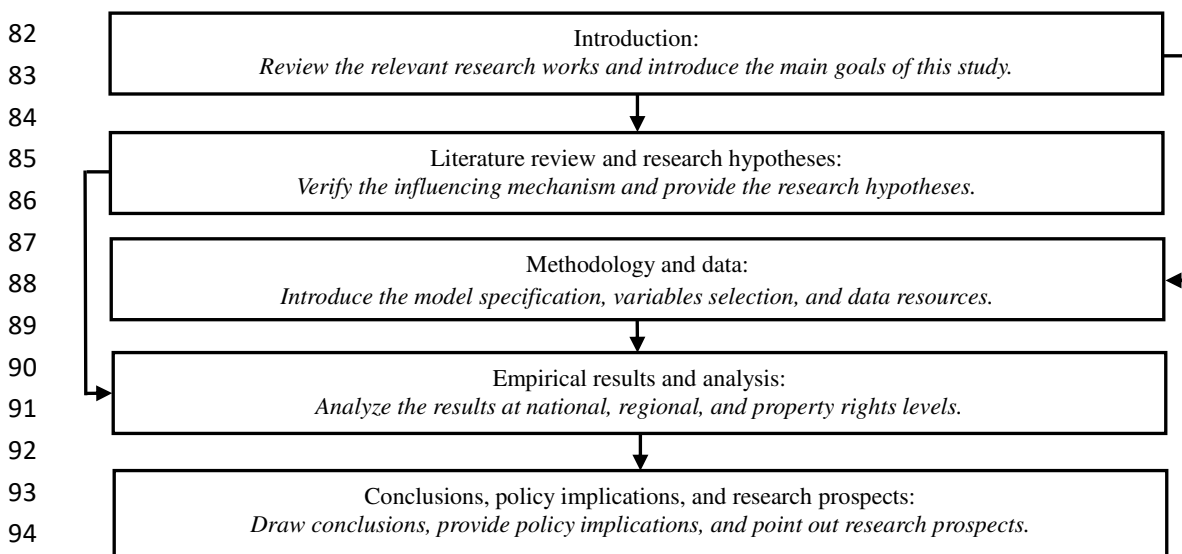 82
Introduction:
83
Review the relevant research works and introduce the main goals of this study.
84
85
Literature review and research hypotheses:
86
Verify the influencing mechanism and provide the research hypotheses.
87
Methodology and data:
88
Introduce the model specification, variables selection, and data resources.
89
90
Empirical results and analysis:
91
Analyze the results at national, regional, and property rights levels.
92
93
Conclusions, policy implications, and research prospects:
94
Draw conclusions, provide policy implications, and point out research prospects.